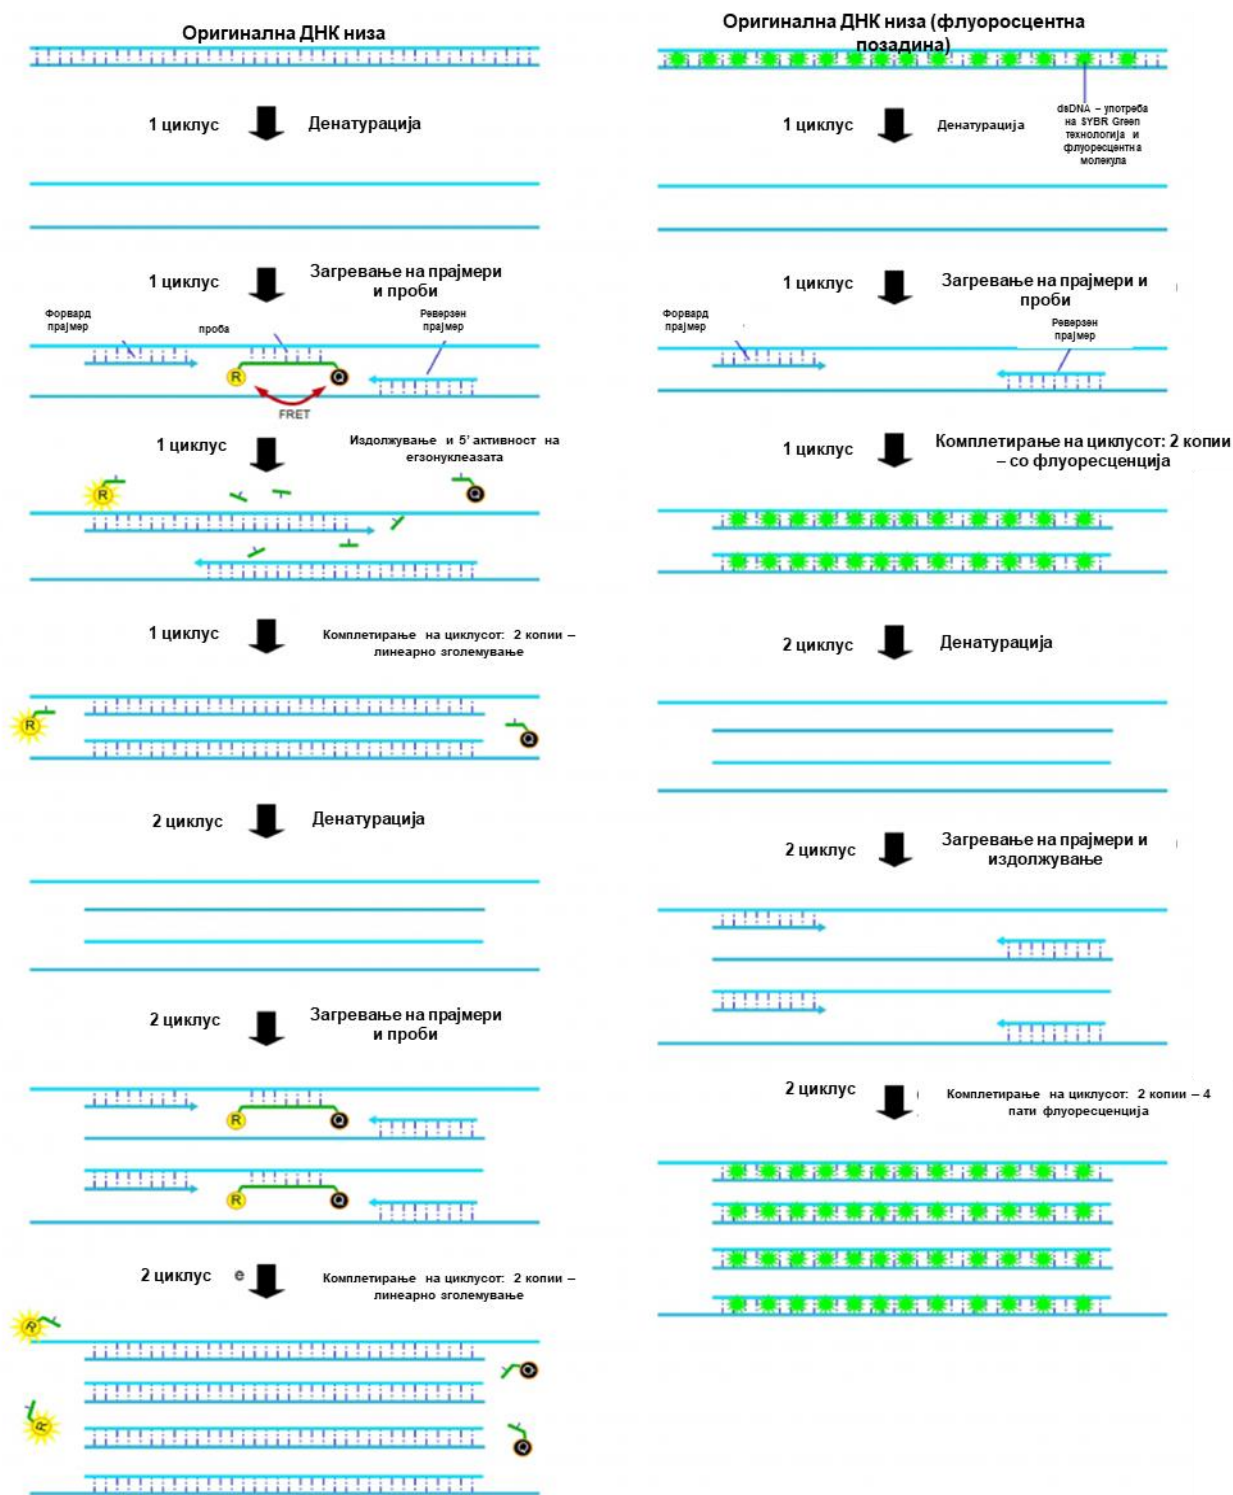 Оригинална ДНК низа
1 циклус
Денатурација
1 циклус
Загревање на прајмери
и проби
Форвард
прајмер
проба
Реверзен
прајмер
R
Q
FRET
1 циклус
Издолжување и 5' активност на
егзонуклеазата
R
Q
1 циклус
Комплетирање на циклусот: 2 копии –
линеарно зголемување
R
Q
2 циклус
Денатурација
2 циклус
Загревање на прајмери
и проби
R
Q
R
Q
2 циклус е
Комплетирање на циклусот: 2 копии –
линеарно зголемување
R
Q
R
Q
Оригинална ДНК низа (флуоросцентна
позадина)
1 циклус
Денатурација
dsDNA – употреба
на SYBR Green
технологија и
флуоресцентна
молекула
1 циклус
Загревање на прајмери и
проби
Форвард
прајмер
Реверзен
прајмер
1 циклус
Комплетирање на циклусот: 2 копии
– со флуоресценција
2 циклус
Денатурација
2 циклус
Загревање на прајмери и
издолжување
2 циклус
Комплетирање на циклусот: 2 копии – 4
пати флуоресценција